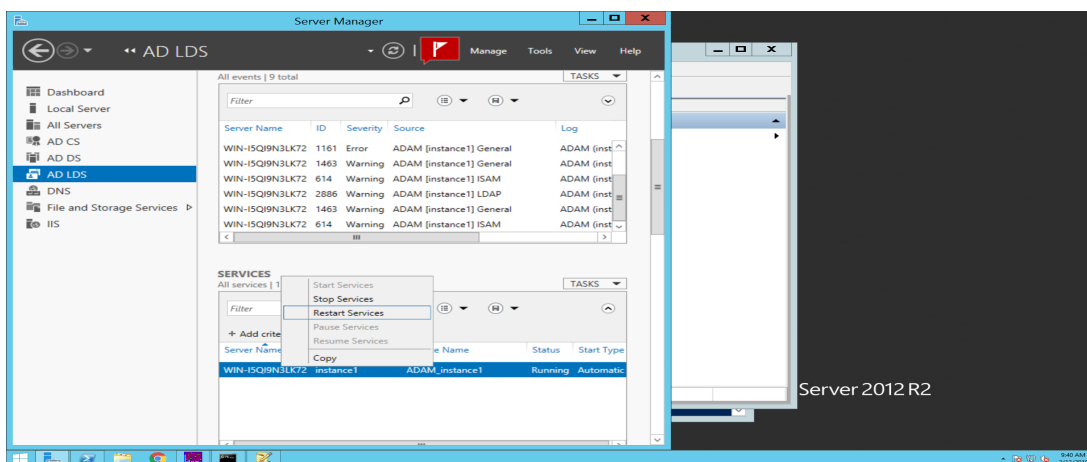 Server Manager
AD LDS
Manage Tools View Help
Dashboard
Local Server
All Servers
AD CS
AD DS
AD LDS
DNS
File and Storage Services
IIS
All events | 9 total
TASKS
Filter
Server Name ID Severity Source Log
WIN-I5QI9N3LK72 1161 Error ADAM [instance1] General ADAM (inst
WIN-I5QI9N3LK72 1463 Warning ADAM [instance1] General ADAM (inst
WIN-I5QI9N3LK72 614 Warning ADAM [instance1] ISAM ADAM (inst
WIN-I5QI9N3LK72 2886 Warning ADAM [instance1] LDAP ADAM (inst
WIN-I5QI9N3LK72 1463 Warning ADAM [instance1] General ADAM (inst
WIN-I5QI9N3LK72 614 Warning ADAM [instance1] ISAM ADAM (inst
SERVICES
All services | 1
TASKS
Filter
+ Add crite
Start Services
Stop Services
Restart Services
Pause Services
Resume Services
Copy
Server Name e Name Status Start Type
WIN-I5QI9N3LK72 instance1 ADAM_instance1 Running Automatic
Server 2012 R2
9:40 AM